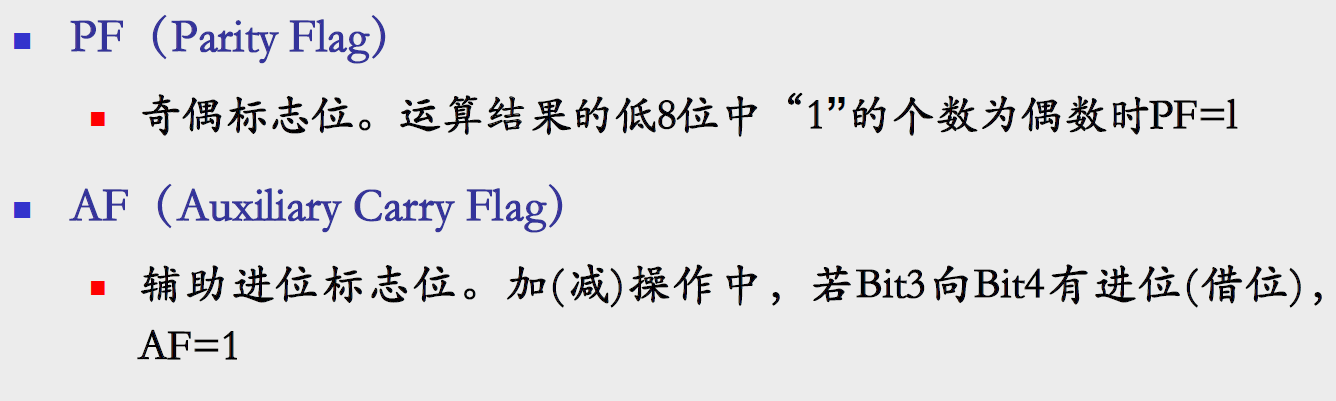 PF（Parity Flag）
奇偶标志位。运算结果的低8位中“1”的个数为偶数时PF=l
AF（Auxiliary Carry Flag）
辅助进位标志位。加(减)操作中，若Bit3向Bit4有进位(借位)，
AF=1